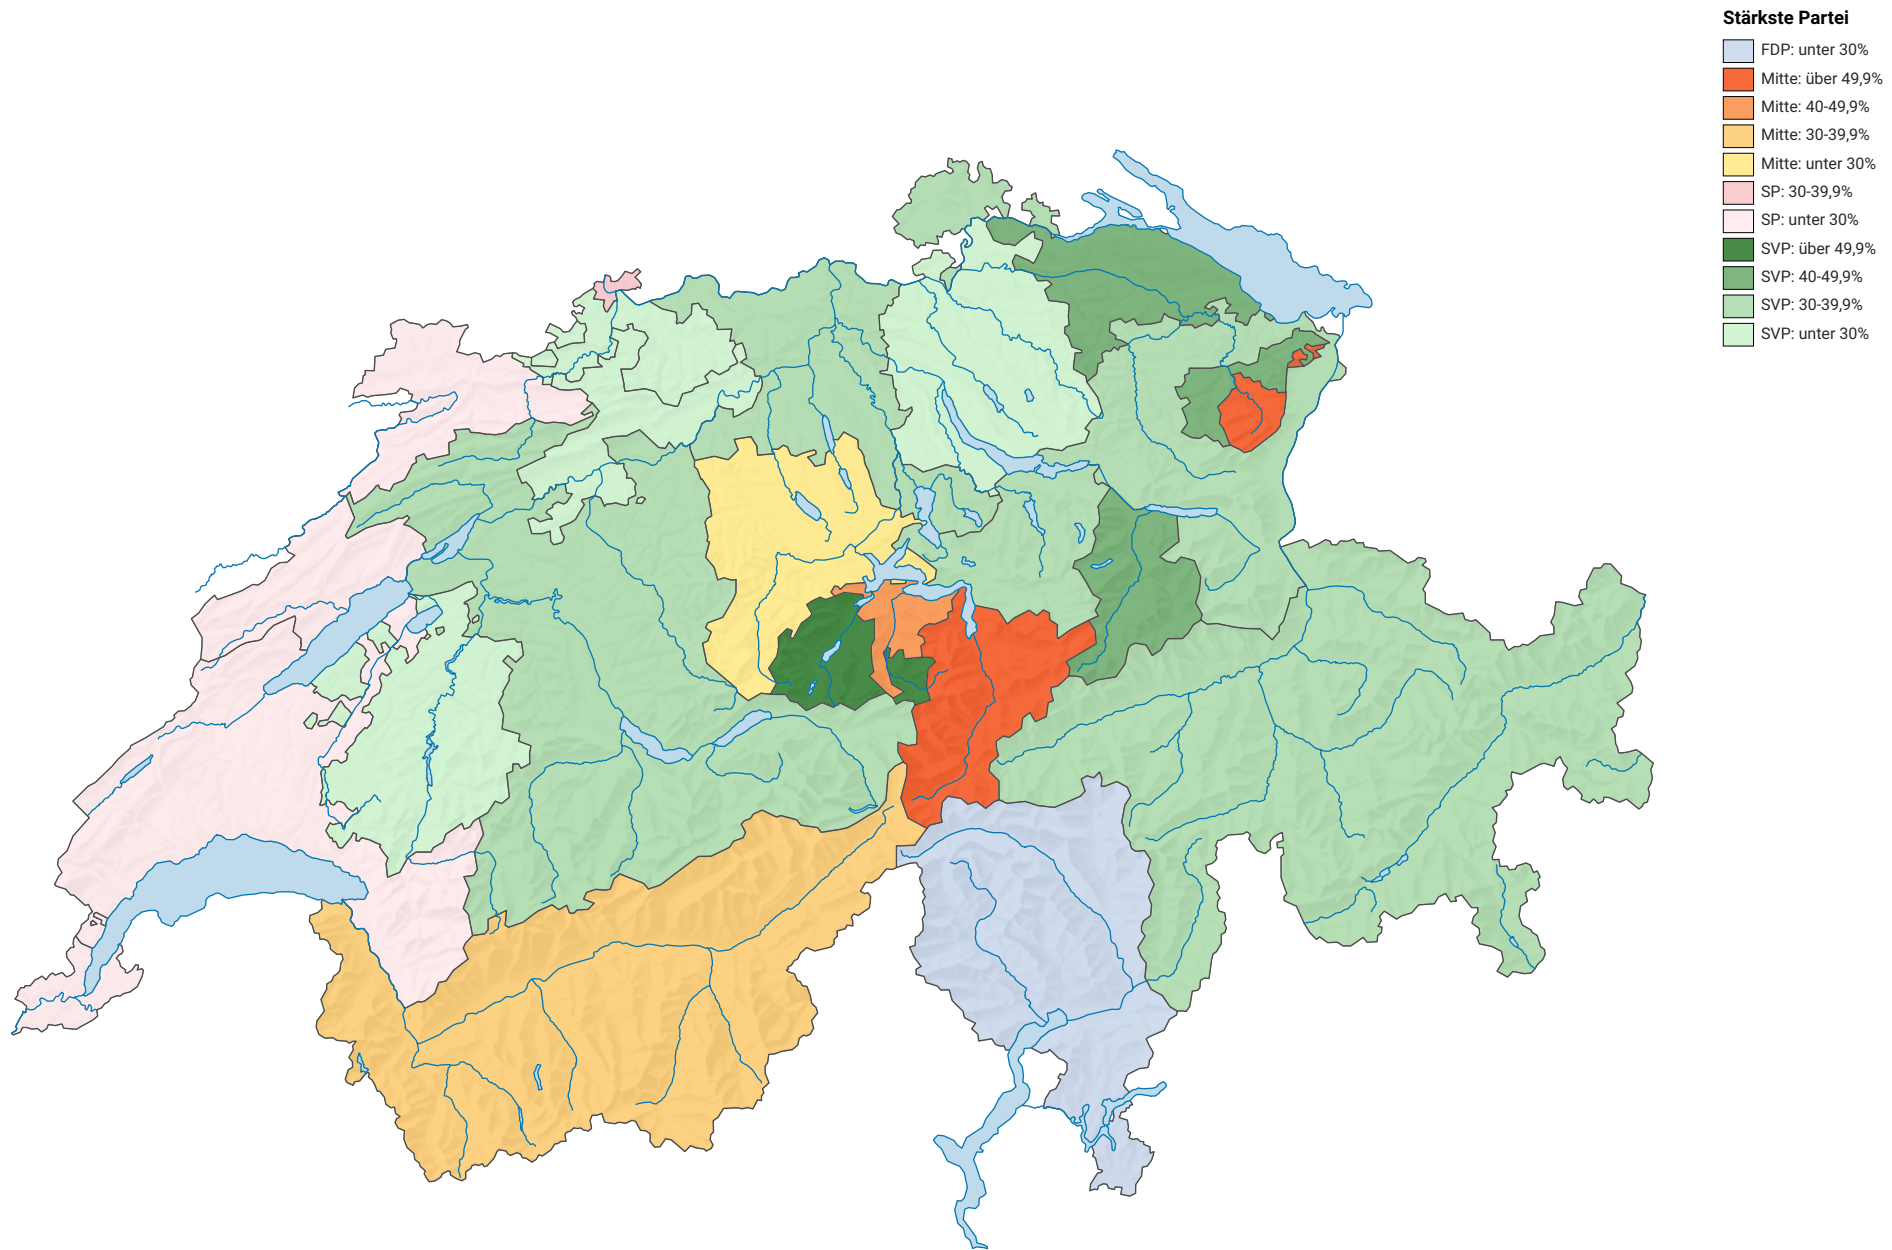 Stärkste Partei
FDP: unter 30%
Mitte: über 49,9%
Mitte: 40-49,9%
Mitte: 30-39,9%
Mitte: unter 30%
SP: 30-39,9%
SP: unter 30%
SVP: über 49,9%
SVP: 40-49,9%
SVP: 30-39,9%
SVP: unter 30%